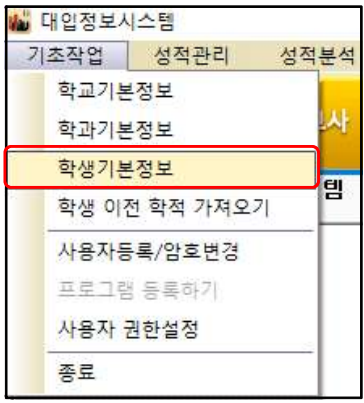 대입정보시스템
기초작업 성적관리 성적분석
학교기본정보
학과기본정보
사
학생기본정보
템
학생 이전 학적 가져오기
사용자등록/암호변경
프로그램 등록하기
사용자 권한설정
종료